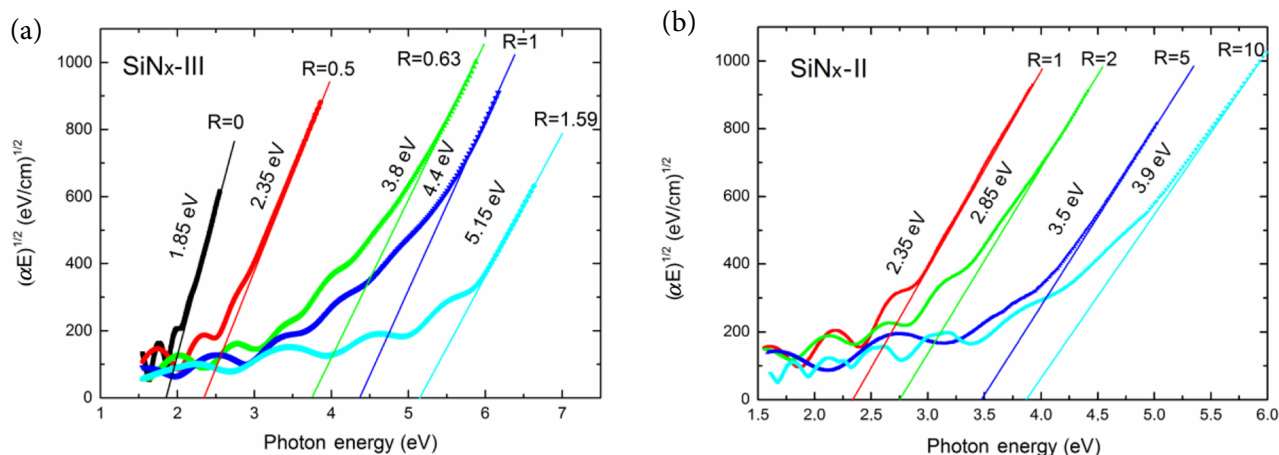 (a)
SiNx-III
R=0
R=0.5
R=0.63
R=1
R=1.59
1.85 eV
2.35 eV
3.8 eV
4.4 eV
5.15 eV
1000
800
600
400
200
0
(αE)^1/2 (eV/cm)^1/2
1 2 3 4 5 6 7
Photon energy (eV)
(b)
SiNx-II
R=1
R=2
R=5
R=10
2.35 eV
2.85 eV
3.5 eV
3.9 eV
1000
800
600
400
200
0
(αE)^1/2 (eV/cm)^1/2
1.5 2.0 2.5 3.0 3.5 4.0 4.5 5.0 5.5 6.0
Photon energy (eV)